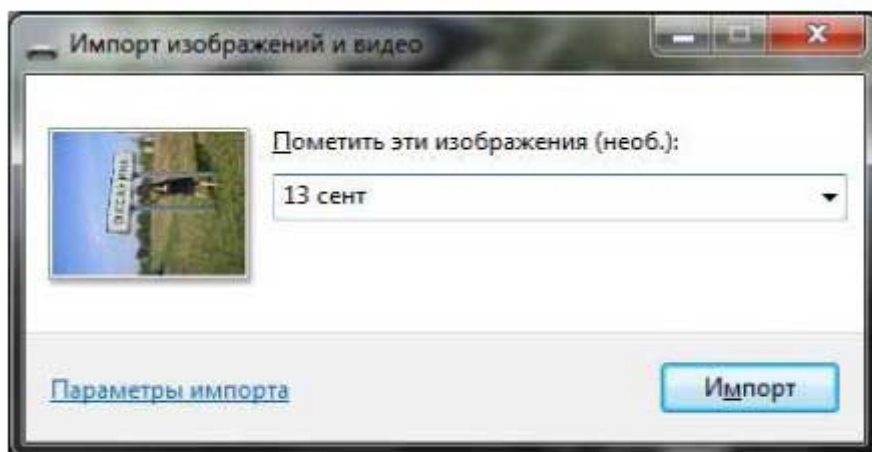 Импорт изображений и видео
Пометить эти изображения (необ.):
13 сент
Параметры импорта
Импорт